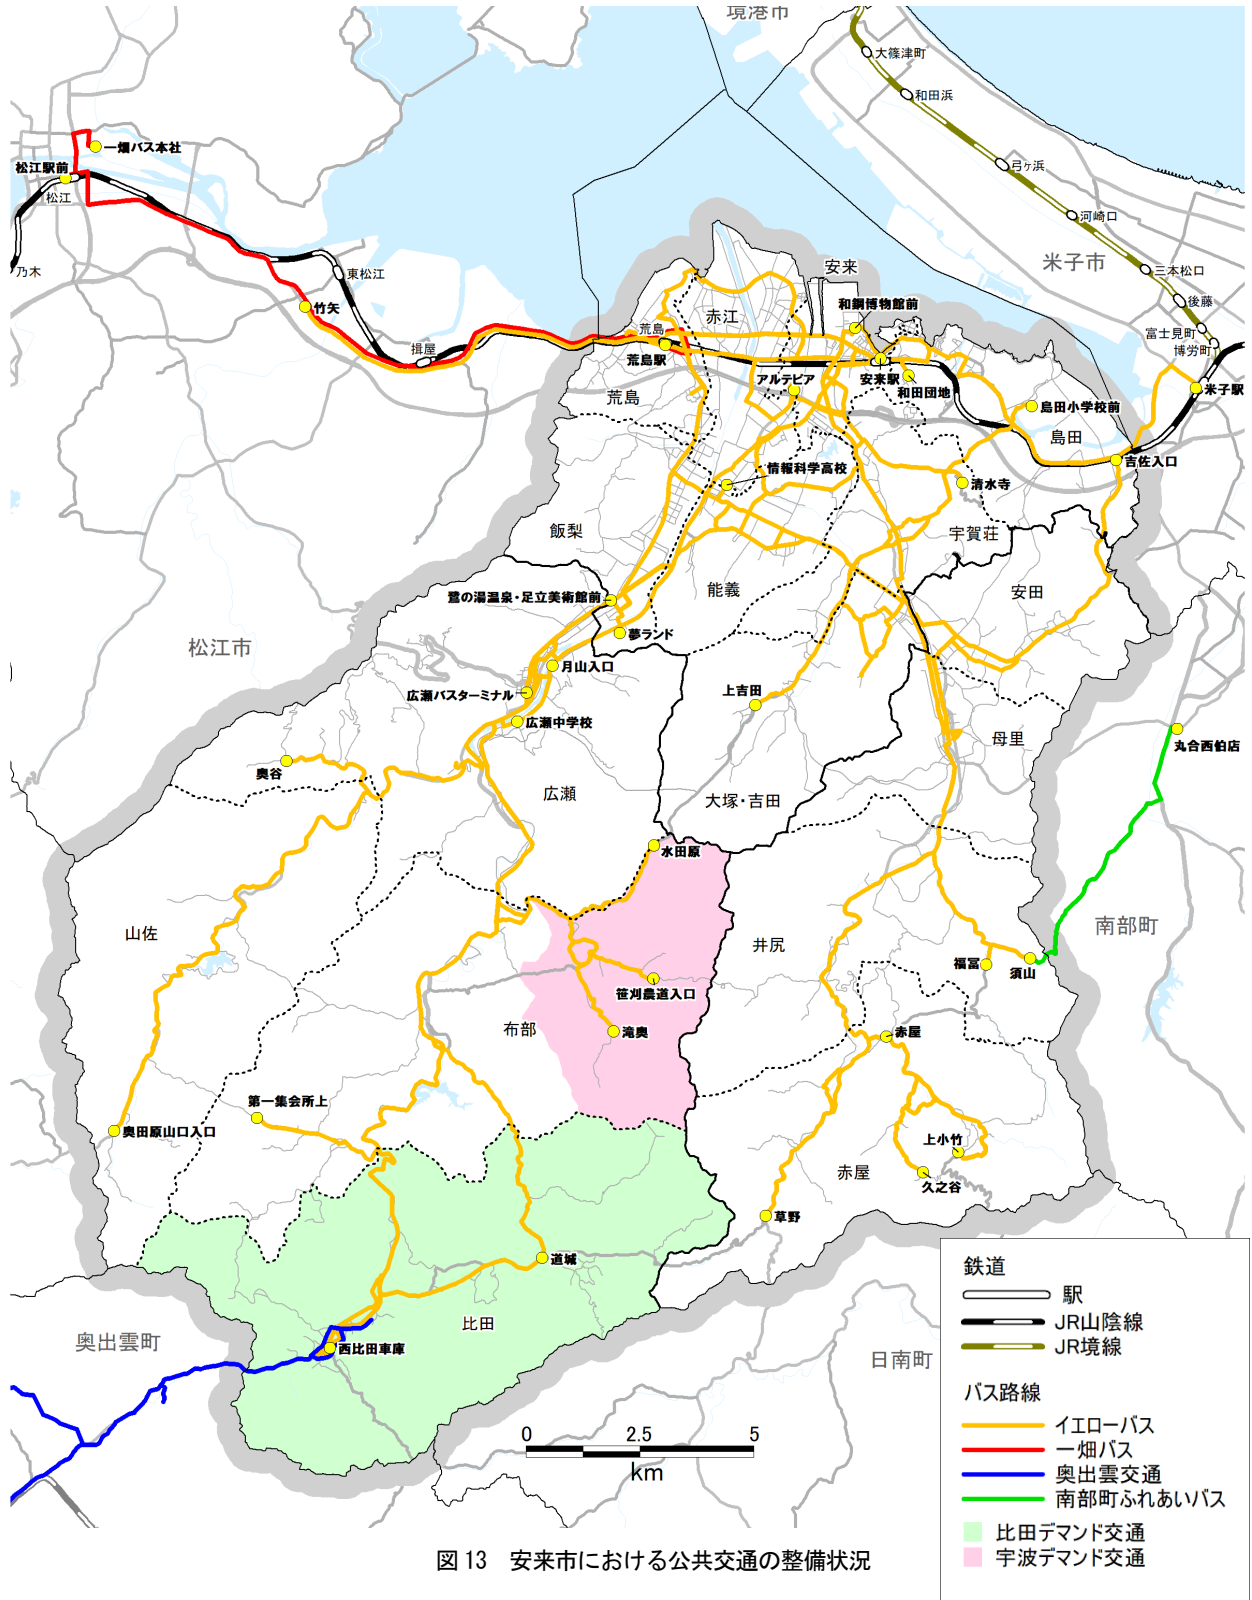 境港市
大篠津町
和田浜
一畑バス本社
弓ヶ浜
松江駅前
松江
河崎口
米子市
乃木
東松江
安来
三本松口
後藤
竹矢
赤江
和鋼博物館前
荒島
富士見町
博労町
揖屋
荒島駅
アルテピア
安来駅
和田団地
米子駅
荒島
島田小学校前
島田
情報科学高校
吉佐入口
清水寺
飯梨
宇賀荘
能義
安田
鷺の湯温泉・足立美術館前
夢ランド
松江市
月山入口
広瀬バスターミナル
上吉田
広瀬中学校
母里
丸合西伯店
奥谷
広瀬
大塚・吉田
水田原
山佐
井尻
南部町
福冨
須山
笹刈農道入口
布部
滝奥
赤屋
第一集会所上
奥田原山口入口
上小竹
赤屋
久之谷
草野
道城
比田
奥出雲町
西比田車庫
日南町
鉄道
駅
JR山陰線
JR境線
バス路線
イエローバス
一畑バス
奥出雲交通
南部町ふれあいバス
比田デマンド交通
宇波デマンド交通
0 2.5 5
km
図 13 安来市における公共交通の整備状況